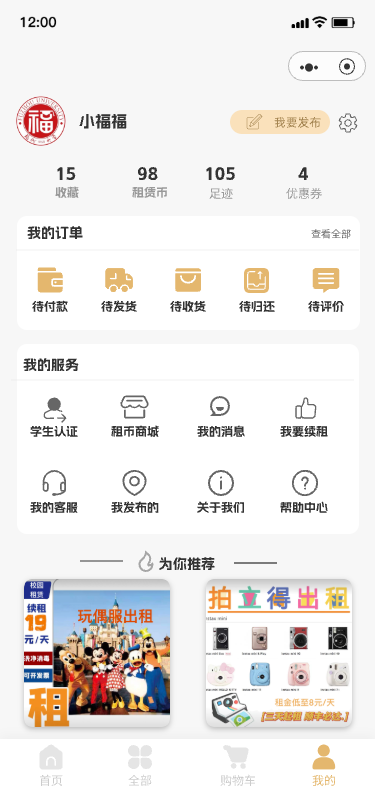 12:00
福
小福福
我要发布
15
98
105
4
收藏
租赁币
足迹
优惠券
我的订单
查看全部
待付款
待发货
待收货
待归还
待评价
我的服务
学生认证
租币商城
我的消息
我要续租
我的客服
我发布的
关于我们
帮助中心
为你推荐
校园
租赁
续租
19
元/天
洗净消毒
可开发票
租
玩偶服出租
拍立得出租
instax mini
租金低至8元/天
【三天起租 顺丰必达.】
首页
全部
购物车
我的